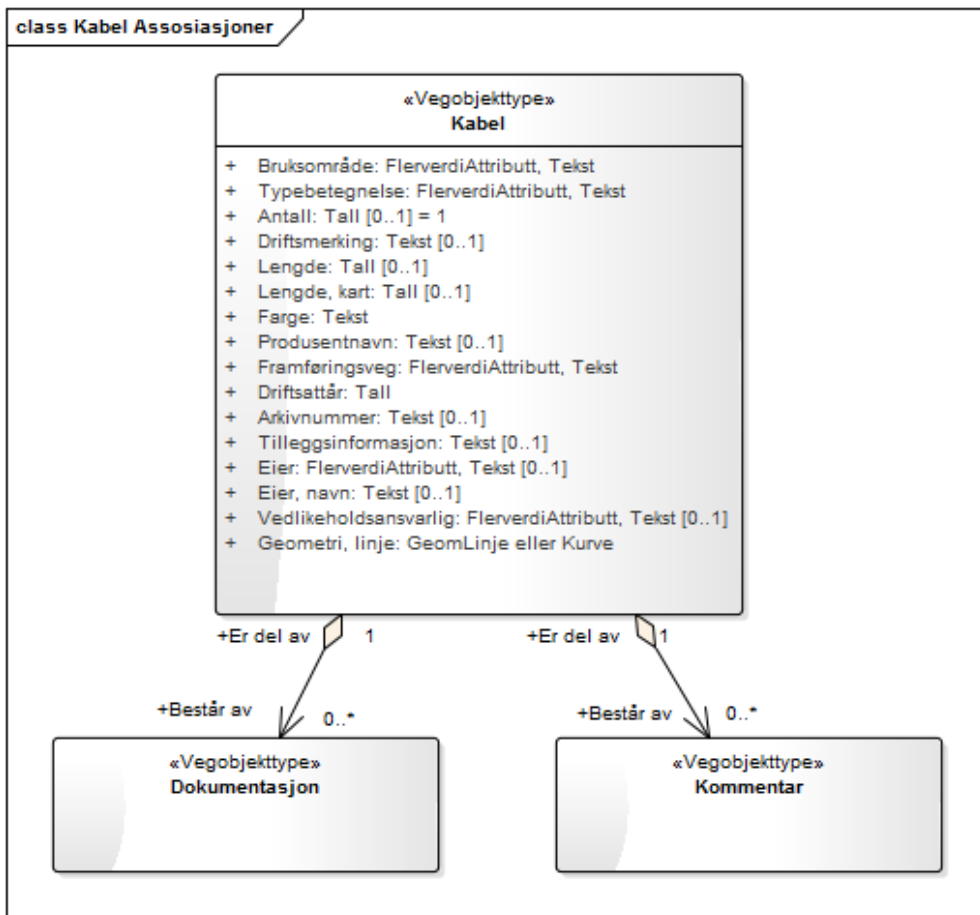 class Kabel Assosiasjoner
«Vegobjekttype»
Kabel
+ Bruksområde: FlerverdiAttributt, Tekst
+ Typebetegnelse: FlerverdiAttributt, Tekst
+ Antall: Tall [0..1] = 1
+ Driftsmerking: Tekst [0..1]
+ Lengde: Tall [0..1]
+ Lengde, kart: Tall [0..1]
+ Farge: Tekst
+ Produsentnavn: Tekst [0..1]
+ Framføringsveg: FlerverdiAttributt, Tekst
+ Driftsattår: Tall
+ Arkivnummer: Tekst [0..1]
+ Tilleggsinformasjon: Tekst [0..1]
+ Eier: FlerverdiAttributt, Tekst [0..1]
+ Eier, navn: Tekst [0..1]
+ Vedlikeholdsansvarlig: FlerverdiAttributt, Tekst [0..1]
+ Geometri, linje: GeomLinje eller Kurve
+Er del av 1 +Er del av 1
+Består av 0..* +Består av 0..*
«Vegobjekttype»
Dokumentasjon
«Vegobjekttype»
Kommentar